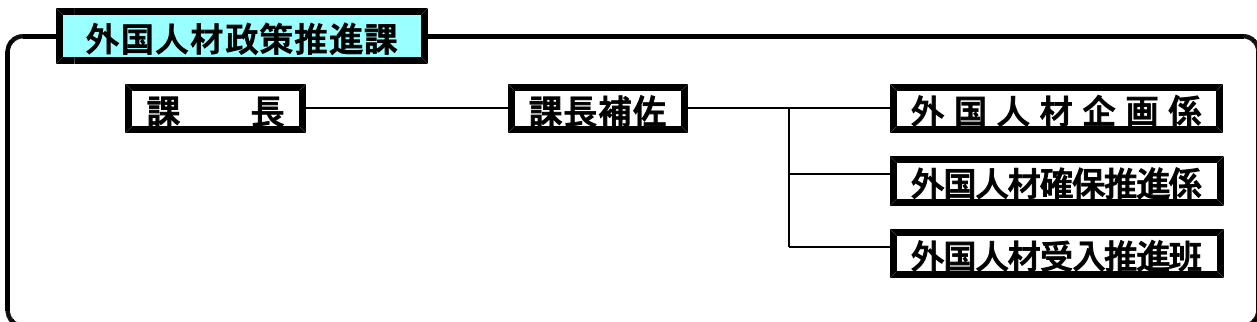 外国人材政策推進課
課　　長
課長補佐
外国人材企画係
外国人材確保推進係
外国人材受入推進班